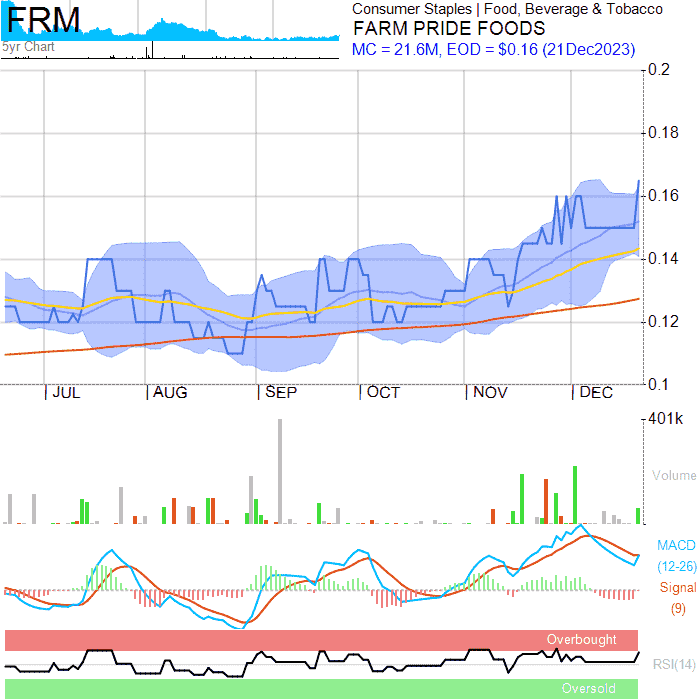 FRM
5yr Chart
Consumer Staples | Food, Beverage & Tobacco
FARM PRIDE FOODS
MC = 21.6M, EOD = $0.16 (21Dec2023)
0.2
0.18
0.16
0.14
0.12
0.1
JUL AUG SEP OCT NOV DEC
401k
Volume
MACD
(12-26)
Signal
(9)
Overbought
RSI(14)
Oversold